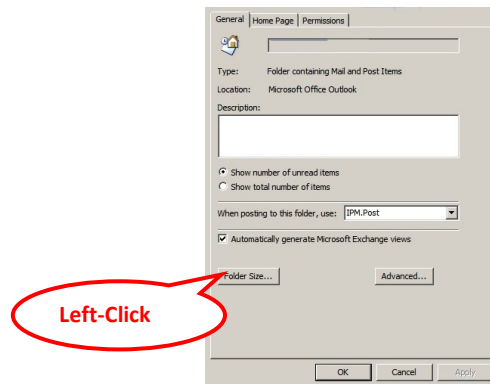 General Home Page Permissions
Type: Folder containing Mail and Post Items
Location: Microsoft Office Outlook
Description:
Show number of unread items
Show total number of items
When posting to this folder, use: IPM.Post
Automatically generate Microsoft Exchange views
Folder Size... Advanced...
Left-Click
OK Cancel Apply